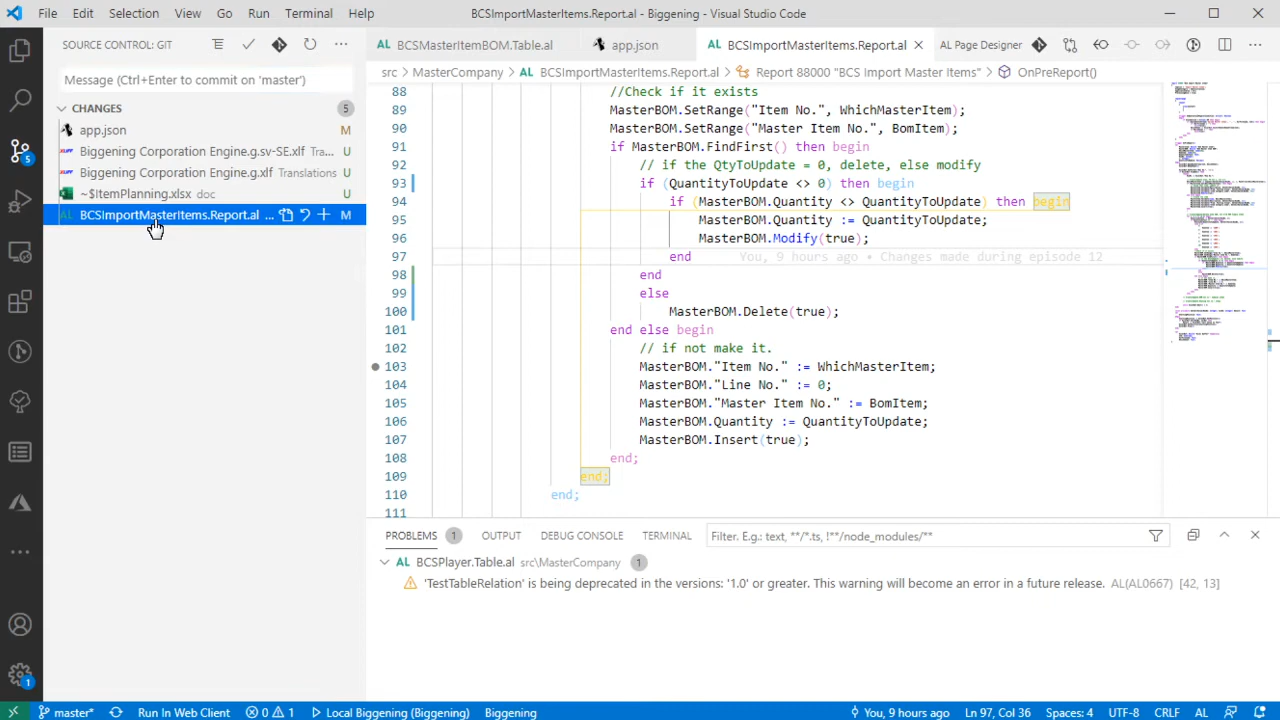 File Edit Selection View Go Run Terminal Help BCSImportMasterItems.Report.al - Biggening - Visual Studio Code
SOURCE CONTROL: GIT
Message (Ctrl+Enter to commit on 'master')
CHANGES 5
app.json M
Biggening Corporation Engineing.sv-SE.xlf Tra... U
Biggening Corporation Engine.g.xlf Translations U
~$ItemPlanning.xlsx doc U
BCSImportMasterItems.Report.al ... M
5
1
BCSMasterItemBOM.Table.al app.json BCSImportMasterItems.Report.al AL Page Designer
src > MasterCompany > BCSImportMasterItems.Report.al > Report 88000 "BCS Import Master Items" > OnPreReport()
88 //Check if it exists
89 MasterBOM.SetRange("Item No.", WhichMasterItem);
90 MasterBOM.SetRange("Master Item No.", BomItem);
91 if MasterBOM.FindFirst() then begin
92 // if the QtyToUpdate = 0, delete, else modify
93 if (QuantityToUpdate <> 0) then begin
94 if (MasterBOM.Quantity <> QuantityToUpdate) then begin
95 MasterBOM.Quantity := QuantityToUpdate;
96 MasterBOM.Modify(true);
97 end You, 9 hours ago • Changes made during episode 12
98 end
99 else
100 MasterBOM.Delete(true);
101 end else begin
102 // if not make it.
103 MasterBOM."Item No." := WhichMasterItem;
104 MasterBOM."Line No." := 0;
105 MasterBOM."Master Item No." := BomItem;
106 MasterBOM.Quantity := QuantityToUpdate;
107 MasterBOM.Insert(true);
108 end;
109 end;
110 end;
111
PROBLEMS 1 OUTPUT DEBUG CONSOLE TERMINAL Filter. E.g.: text, **/*.ts, !**/node_modules/**
BCSPlayer.Table.al src\MasterCompany 1
'TestTableRelation' is being deprecated in the versions: '1.0' or greater. This warning will become an error in a future release. AL(AL0667) [42, 13]
master* Run In Web Client 0 1 Local Biggening (Biggening) Biggening You, 9 hours ago Ln 97, Col 36 Spaces: 4 UTF-8 CRLF AL